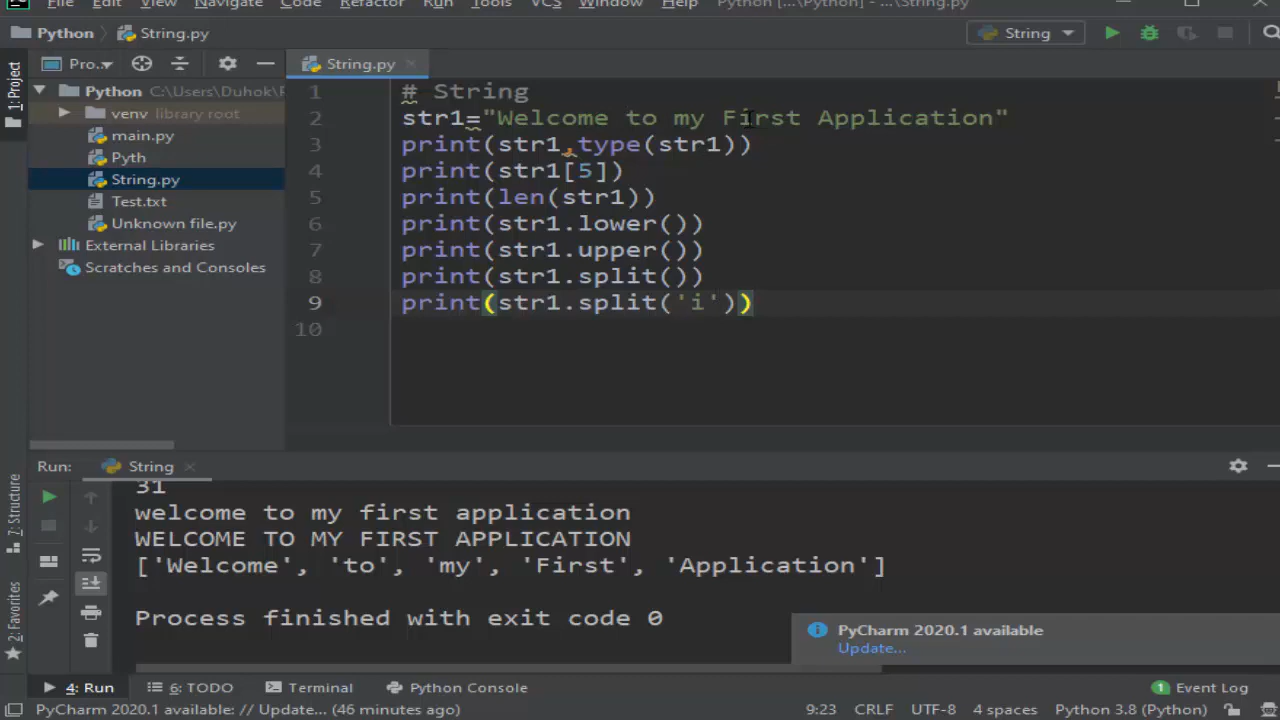 File Edit View Navigate Code Refactor Run Tools VCS Window Help Python [...\Python] - ...\String.py
Python String.py String
1: Project Pro... String.py
Python C:\Users\Duhok\
venv library root
main.py
Pyth
String.py
Test.txt
Unknown file.py
External Libraries
Scratches and Consoles
1 # String
2 str1="Welcome to my First Application"
3 print(str1,type(str1))
4 print(str1[5])
5 print(len(str1))
6 print(str1.lower())
7 print(str1.upper())
8 print(str1.split())
9 print(str1.split('i'))
10
Run: String
31
welcome to my first application
WELCOME TO MY FIRST APPLICATION
['Welcome', 'to', 'my', 'First', 'Application']
Process finished with exit code 0
7: Structure
2: Favorites
PyCharm 2020.1 available
Update...
4: Run 6: TODO Terminal Python Console 1 Event Log
PyCharm 2020.1 available: // Update... (46 minutes ago) 9:23 CRLF UTF-8 4 spaces Python 3.8 (Python)